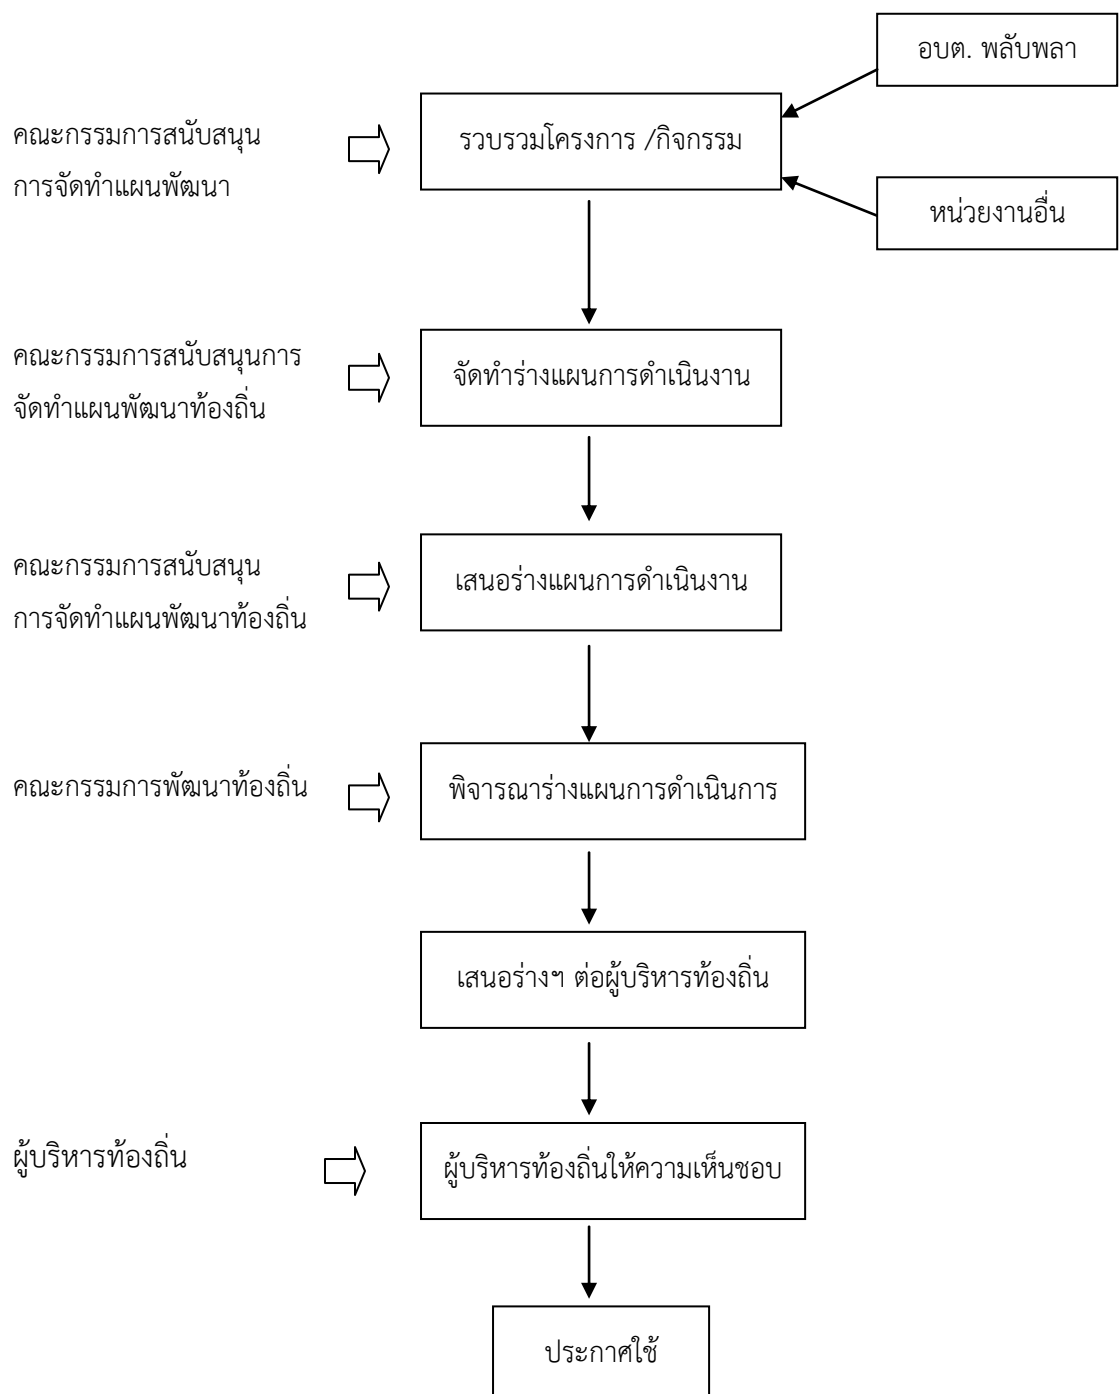 อบต. พลับพลา
คณะกรรมการสนับสนุน
การจัดทำแผนพัฒนา
รวบรวมโครงการ /กิจกรรม
หน่วยงานอื่น
คณะกรรมการสนับสนุนการ
จัดทำแผนพัฒนาท้องถิ่น
จัดทำร่างแผนการดำเนินงาน
คณะกรรมการสนับสนุน
การจัดทำแผนพัฒนาท้องถิ่น
เสนอร่างแผนการดำเนินงาน
คณะกรรมการพัฒนาท้องถิ่น
พิจารณาร่างแผนการดำเนินการ
เสนอร่างฯ ต่อผู้บริหารท้องถิ่น
ผู้บริหารท้องถิ่น
ผู้บริหารท้องถิ่นให้ความเห็นชอบ
ประกาศใช้